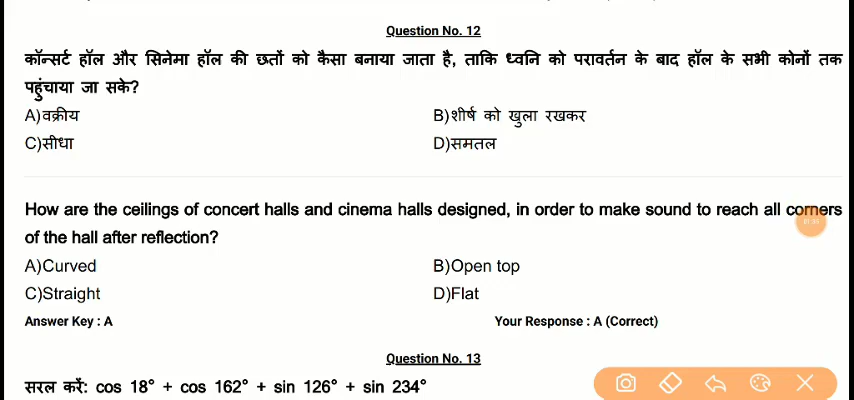 Question No. 12
कॉन्सर्ट हॉल और सिनेमा हॉल की छतों को कैसा बनाया जाता है, ताकि ध्वनि को परावर्तन के बाद हॉल के सभी कोनों तक
पहुंचाया जा सके?
A)वक्रीय B)शीर्ष को खुला रखकर
C)सीधा D)समतल
How are the ceilings of concert halls and cinema halls designed, in order to make sound to reach all corners
of the hall after reflection?
A)Curved B)Open top
C)Straight D)Flat
Answer Key : A Your Response : A (Correct)
Question No. 13
सरल करें: cos 18° + cos 162° + sin 126° + sin 234°